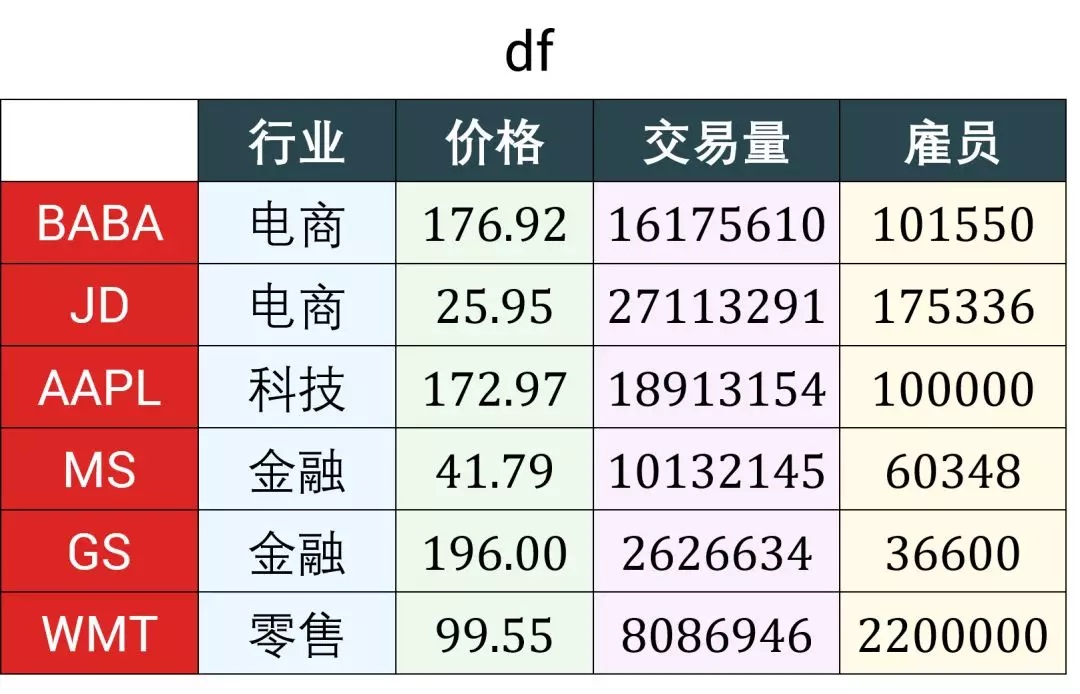 df
行业 价格 交易量 雇员
BABA 电商 176.92 16175610 101550
JD 电商 25.95 27113291 175336
AAPL 科技 172.97 18913154 100000
MS 金融 41.79 10132145 60348
GS 金融 196.00 2626634 36600
WMT 零售 99.55 8086946 2200000